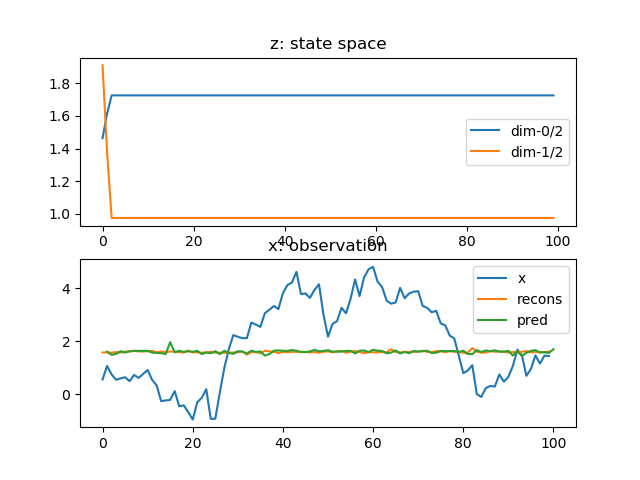 z: state space
1.8
1.6
1.4
1.2
1.0
dim-0/2
dim-1/2
0 20 40 60 80 100
x: observation
4
2
0
x
recons
pred
0 20 40 60 80 100